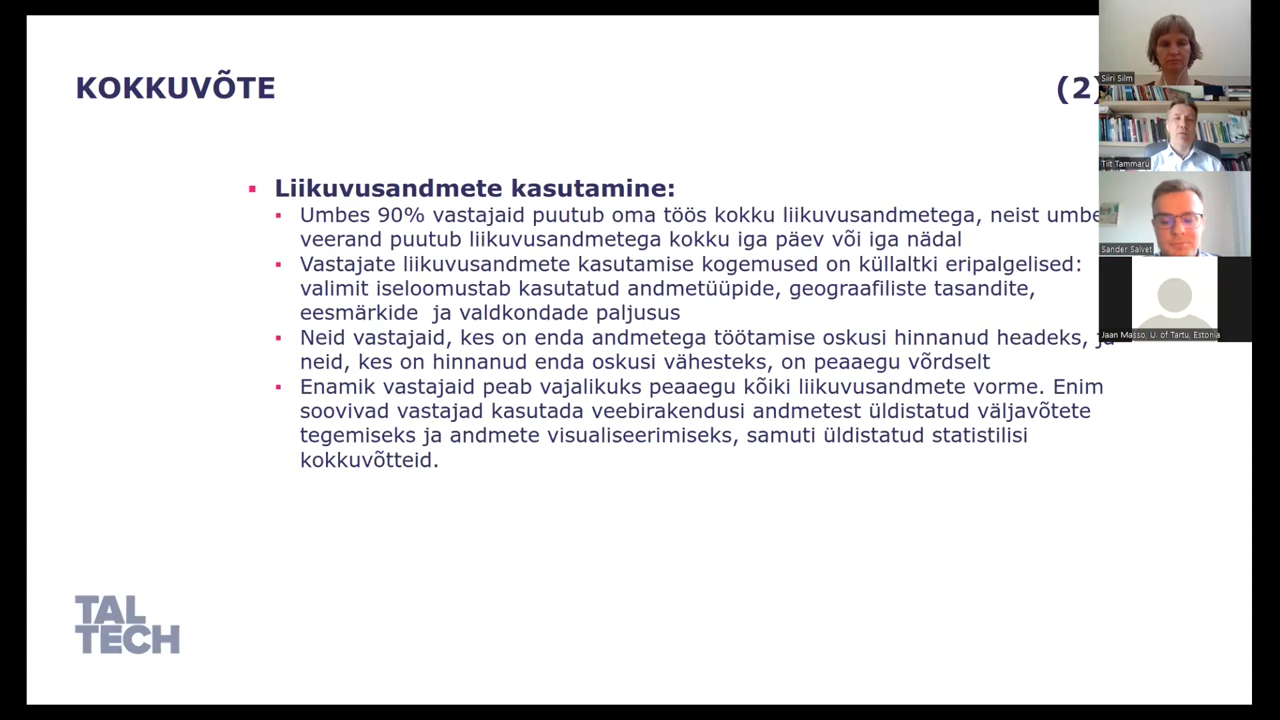 KOKKUVÕTE
(2)
Liikuvusandmete kasutamine:
Umbes 90% vastajaid puutub oma töös kokku liikuvusandmetega, neist umbe
veerand puutub liikuvusandmetega kokku iga päev või iga nädal
Vastajate liikuvusandmete kasutamise kogemused on küllaltki eripalgelised:
valimit iseloomustab kasutatud andmetüüpide, geograafiliste tasandite,
eesmärkide ja valdkondade paljusus
Neid vastajaid, kes on enda andmetega töötamise oskusi hinnanud headeks, ja
neid, kes on hinnanud enda oskusi vähesteks, on peaaegu võrdselt
Enamik vastajaid peab vajalikuks peaaegu kõiki liikuvusandmete vorme. Enim
soovivad vastajad kasutada veebirakendusi andmetest üldistatud väljavõtete
tegemiseks ja andmete visualiseerimiseks, samuti üldistatud statistilisi
kokkuvõtteid.
TAL
TECH
Siiri Silm
Tiit Tammaru
Sander Salvet
Jaan Masso, U. of Tartu, Estonia